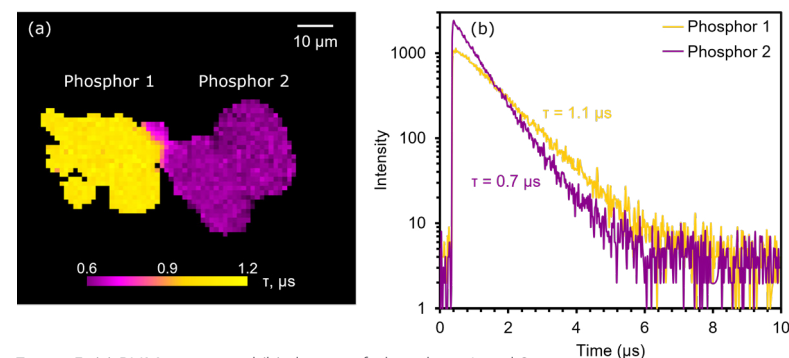 (a)
10 µm
Phosphor 1 Phosphor 2
0.6 0.9 1.2
τ, µs
(b)
Phosphor 1
Phosphor 2
τ = 1.1 µs
τ = 0.7 µs
Intensity
1000
100
10
1
0 2 4 6 8 10
Time (µs)